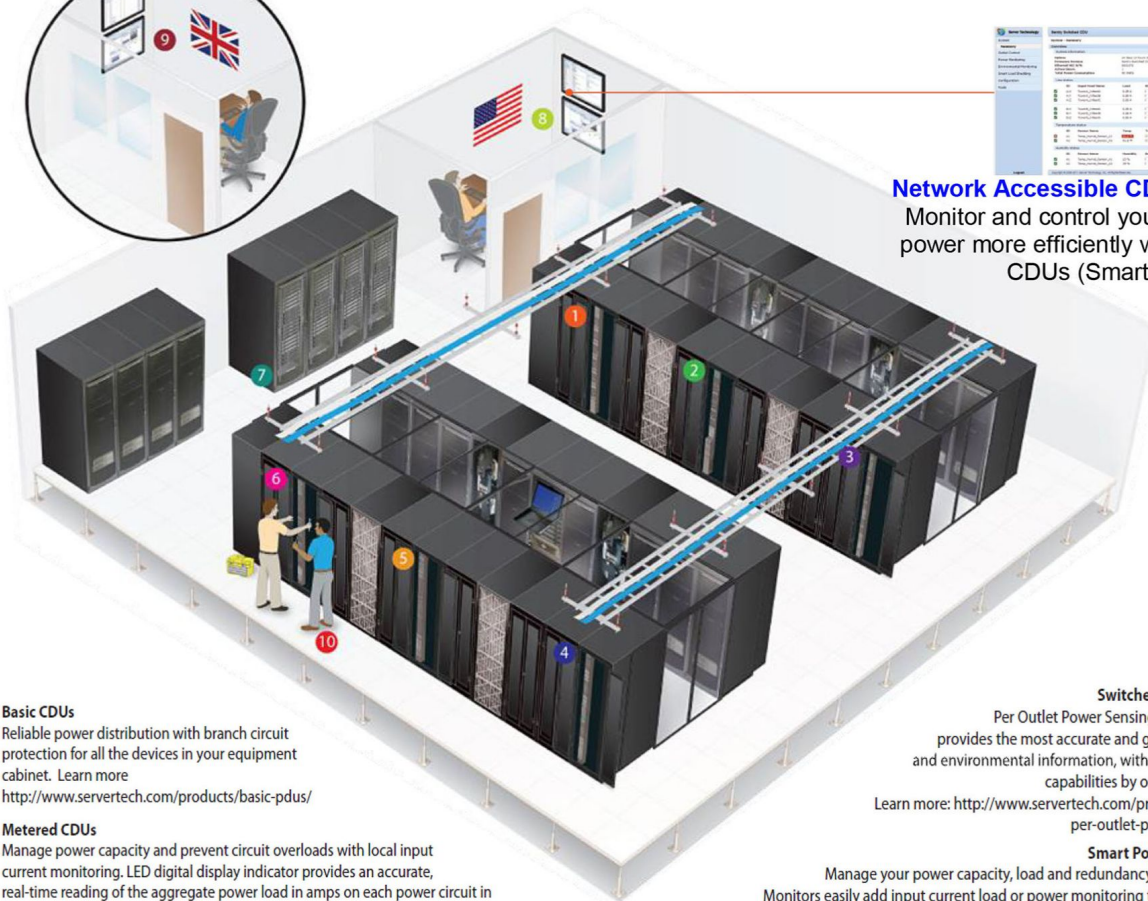 9
8
Server Technology
Network Accessible CD
Monitor and control you
power more efficiently w
CDUs (Smart
1
2
3
7
6
5
4
10
Basic CDUs
Reliable power distribution with branch circuit
protection for all the devices in your equipment
cabinet. Learn more
http://www.servertech.com/products/basic-pdus/
Metered CDUs
Manage power capacity and prevent circuit overloads with local input
current monitoring. LED digital display indicator provides an accurate,
real-time reading of the aggregate power load in amps on each power circuit in
Switche
Per Outlet Power Sensin
provides the most accurate and g
and environmental information, with
capabilities by o
Learn more: http://www.servertech.com/pr
per-outlet-p
Smart Po
Manage your power capacity, load and redundancy
Monitors easily add input current load or power monitoring